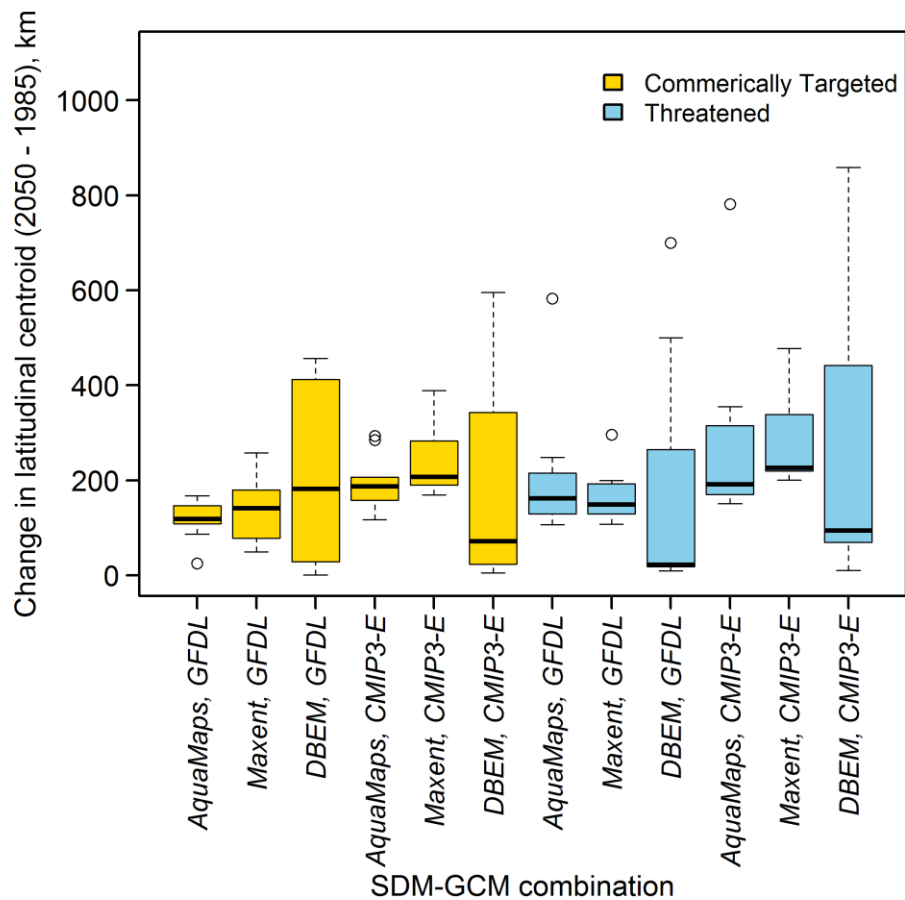 Change in latitudinal centroid (2050 - 1985), km
1000
800
600
400
200
0
Commerically Targeted
Threatened
AquaMaps, GFDL
Maxent, GFDL
DBEM, GFDL
AquaMaps, CMIP3-E
Maxent, CMIP3-E
DBEM, CMIP3-E
AquaMaps, GFDL
Maxent, GFDL
DBEM, GFDL
AquaMaps, CMIP3-E
Maxent, CMIP3-E
DBEM, CMIP3-E
SDM-GCM combination